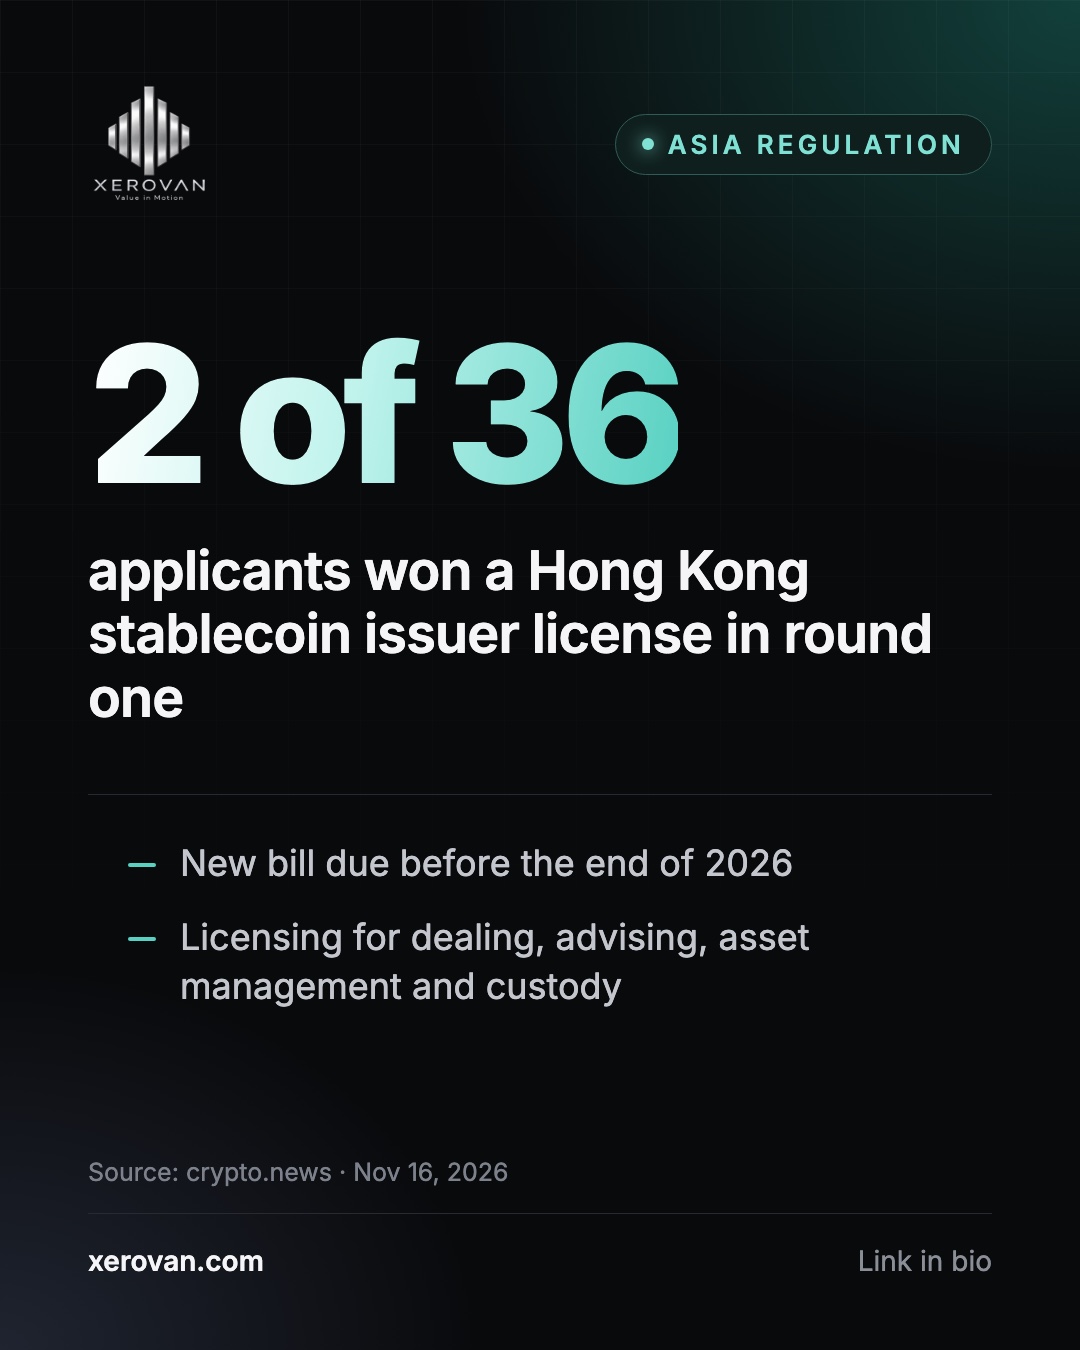 XEROVAN
Value in Motion
ASIA REGULATION
2 of 36
applicants won a Hong Kong
stablecoin issuer license in round
one
— New bill due before the end of 2026
— Licensing for dealing, advising, asset
management and custody
Source: crypto.news · Nov 16, 2026
xerovan.com
Link in bio